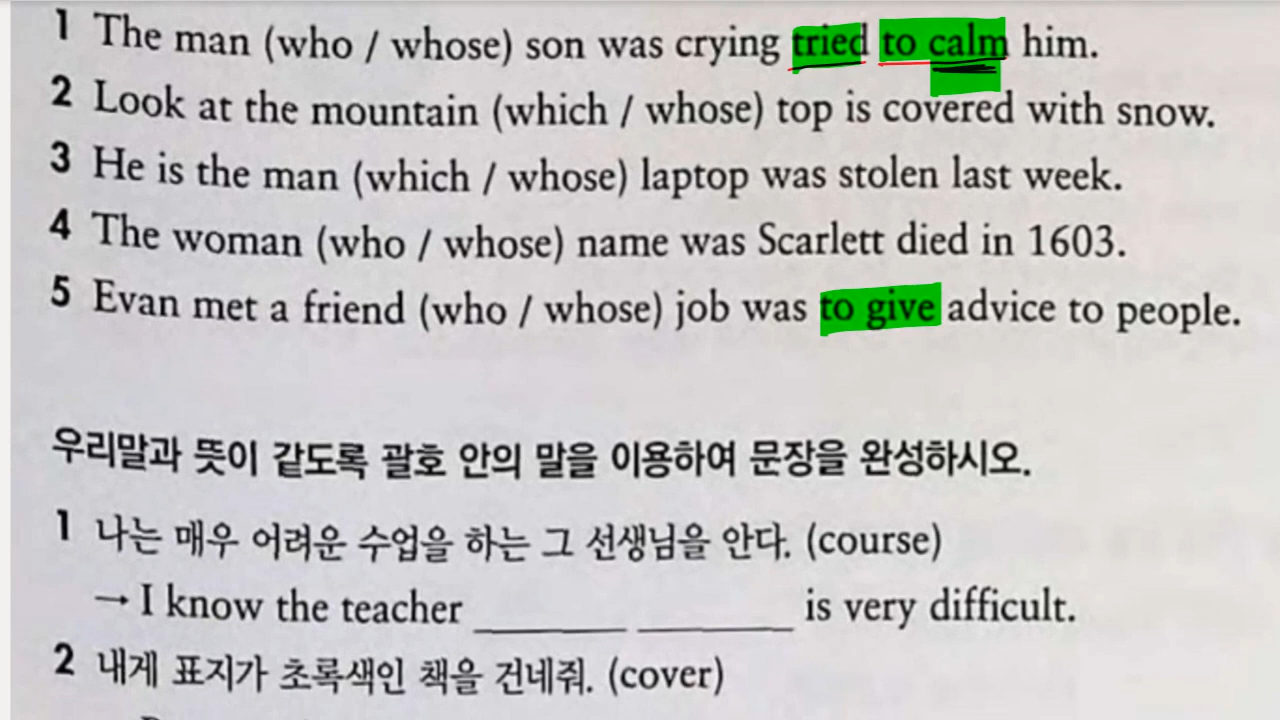 1 The man (who / whose) son was crying tried to calm him.
2 Look at the mountain (which / whose) top is covered with snow.
3 He is the man (which / whose) laptop was stolen last week.
4 The woman (who / whose) name was Scarlett died in 1603.
5 Evan met a friend (who / whose) job was to give advice to people.
우리말과 뜻이 같도록 괄호 안의 말을 이용하여 문장을 완성하시오.
1 나는 매우 어려운 수업을 하는 그 선생님을 안다. (course)
→ I know the teacher ________ ________ is very difficult.
2 내게 표지가 초록색인 책을 건네줘. (cover)